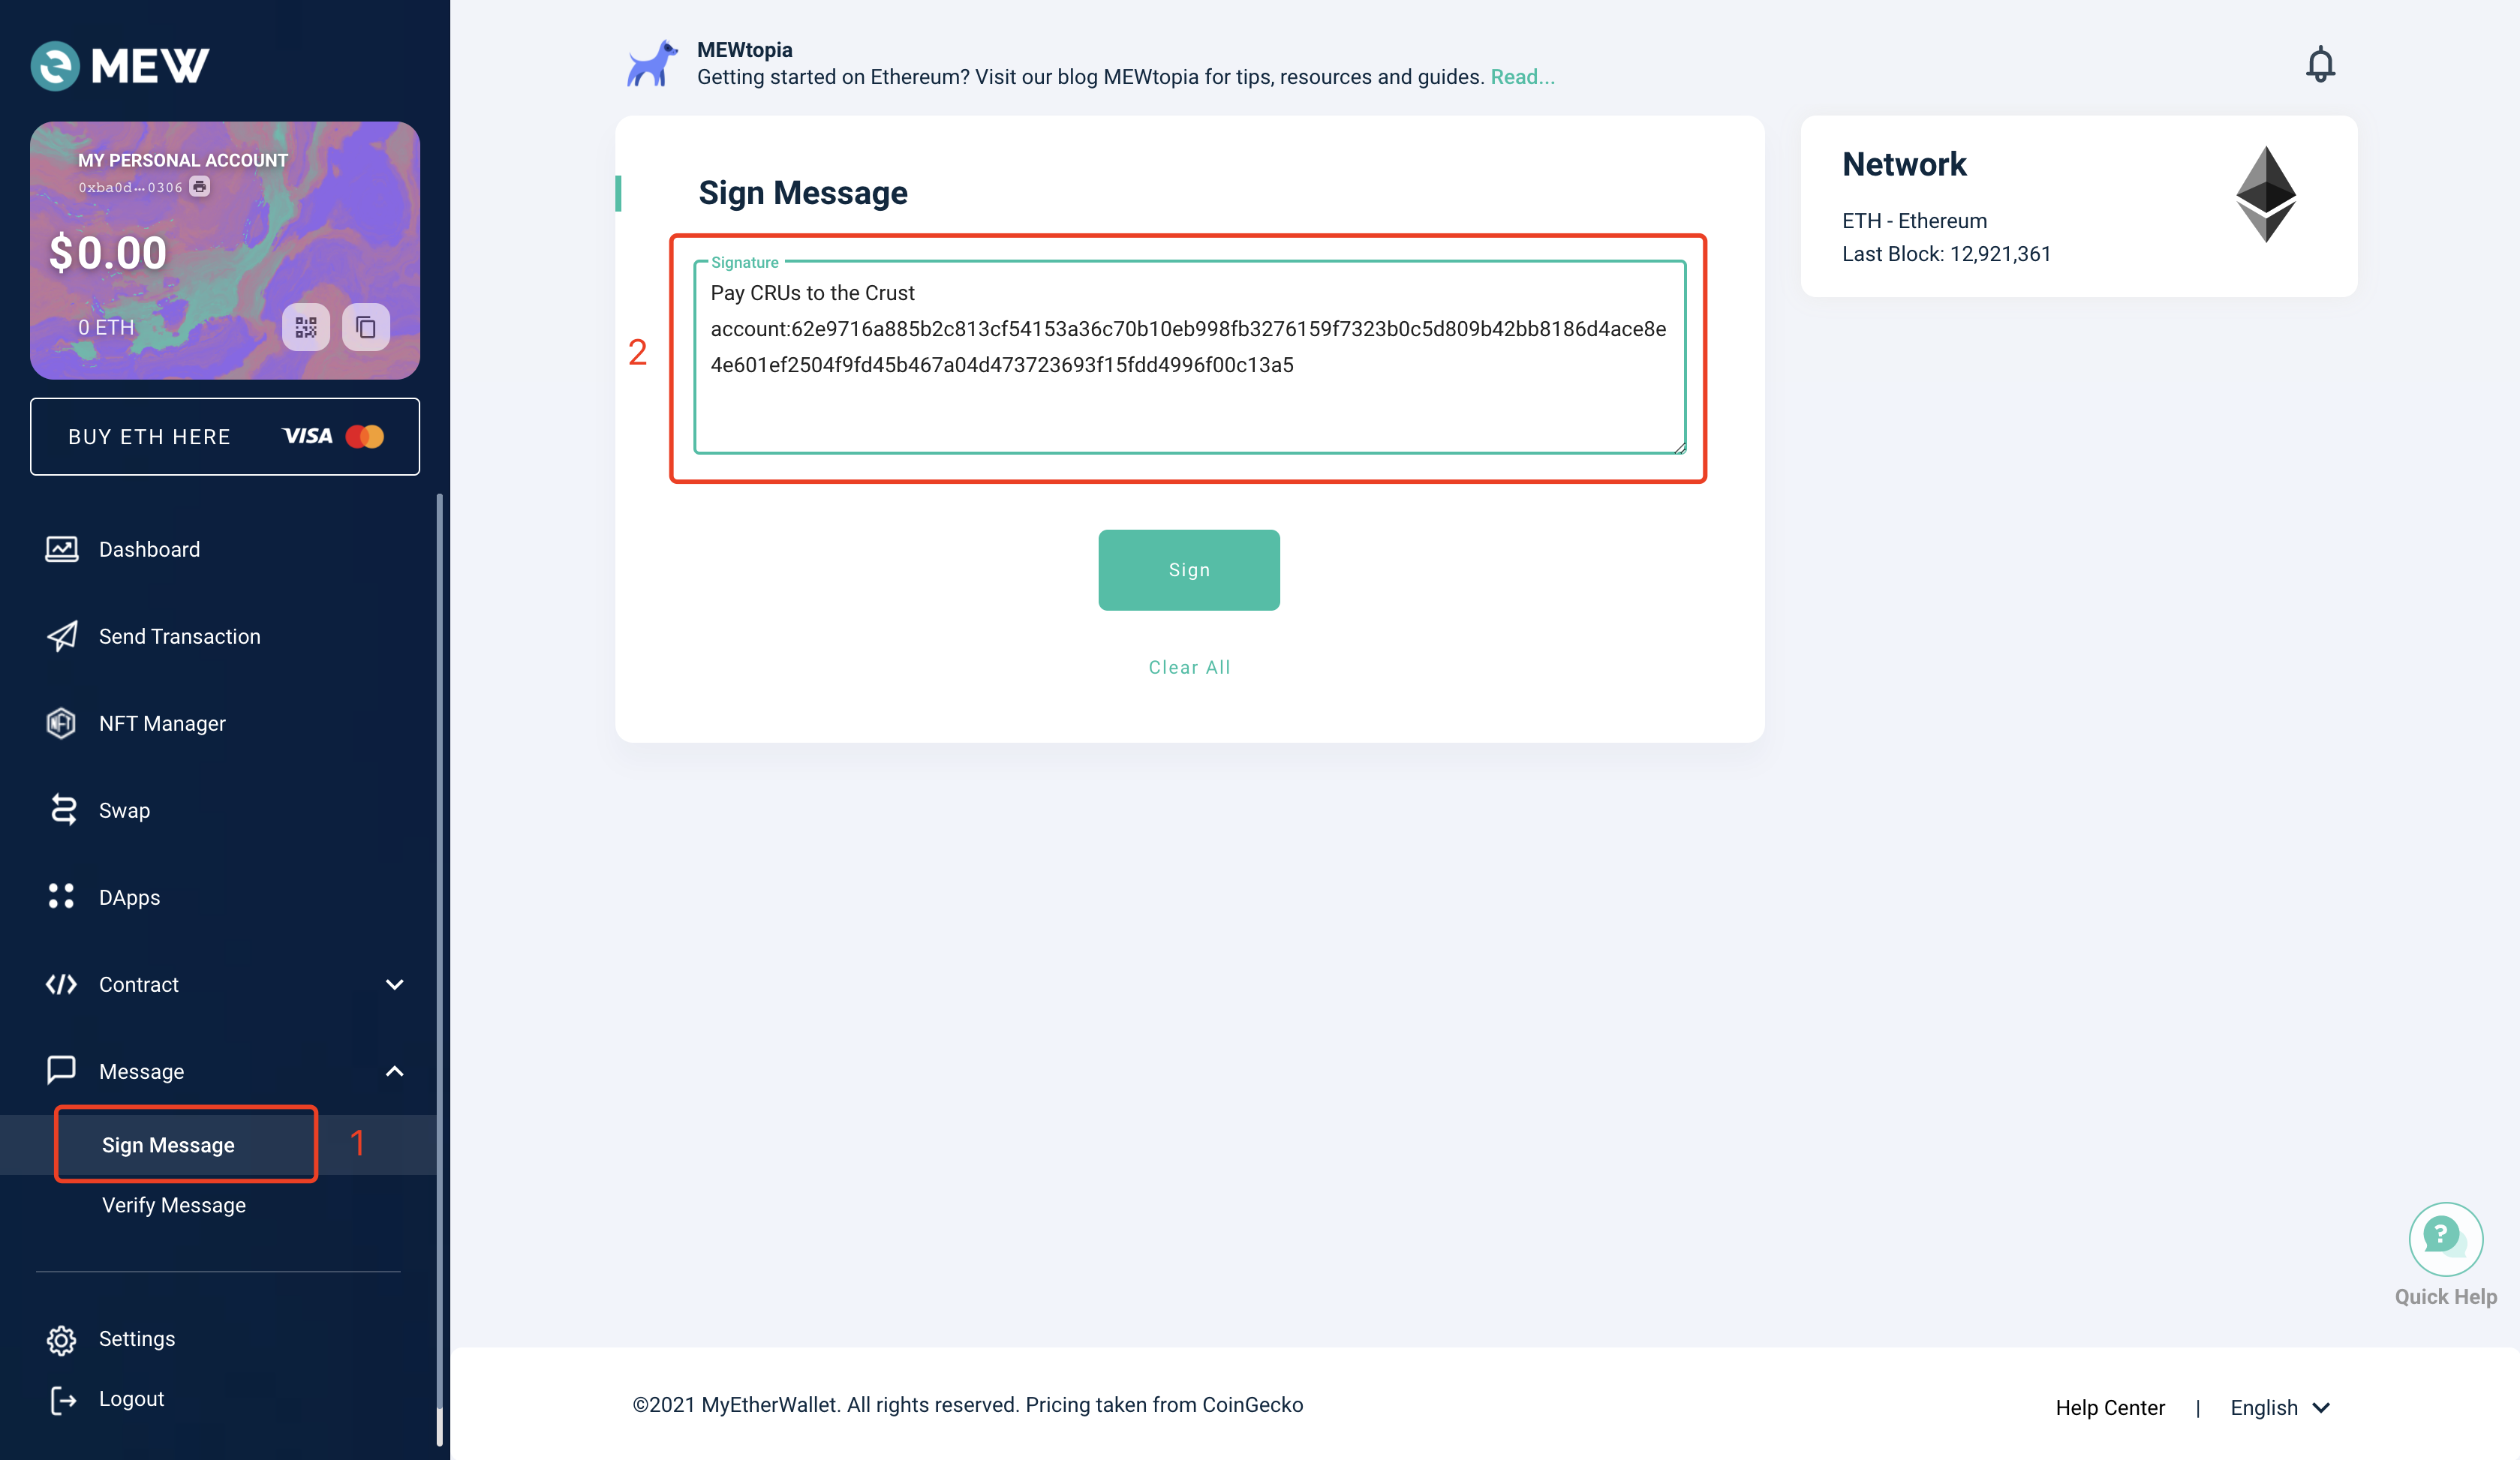 MEW
MY PERSONAL ACCOUNT
0xba0d···0306
$0.00
0 ETH
BUY ETH HERE VISA
Dashboard
Send Transaction
NFT
NFT Manager
Swap
DApps
Contract
Message
Sign Message
1
Verify Message
Settings
Logout
MEWtopia
Getting started on Ethereum? Visit our blog MEWtopia for tips, resources and guides. Read...
Sign Message
2
Signature
Pay CRUs to the Crust
account:62e9716a885b2c813cf54153a36c70b10eb998fb3276159f7323b0c5d809b42bb8186d4ace8e
4e601ef2504f9fd45b467a04d473723693f15fdd4996f00c13a5
Sign
Clear All
Network
ETH - Ethereum
Last Block: 12,921,361
?
Quick Help
©2021 MyEtherWallet. All rights reserved. Pricing taken from CoinGecko
Help Center | English